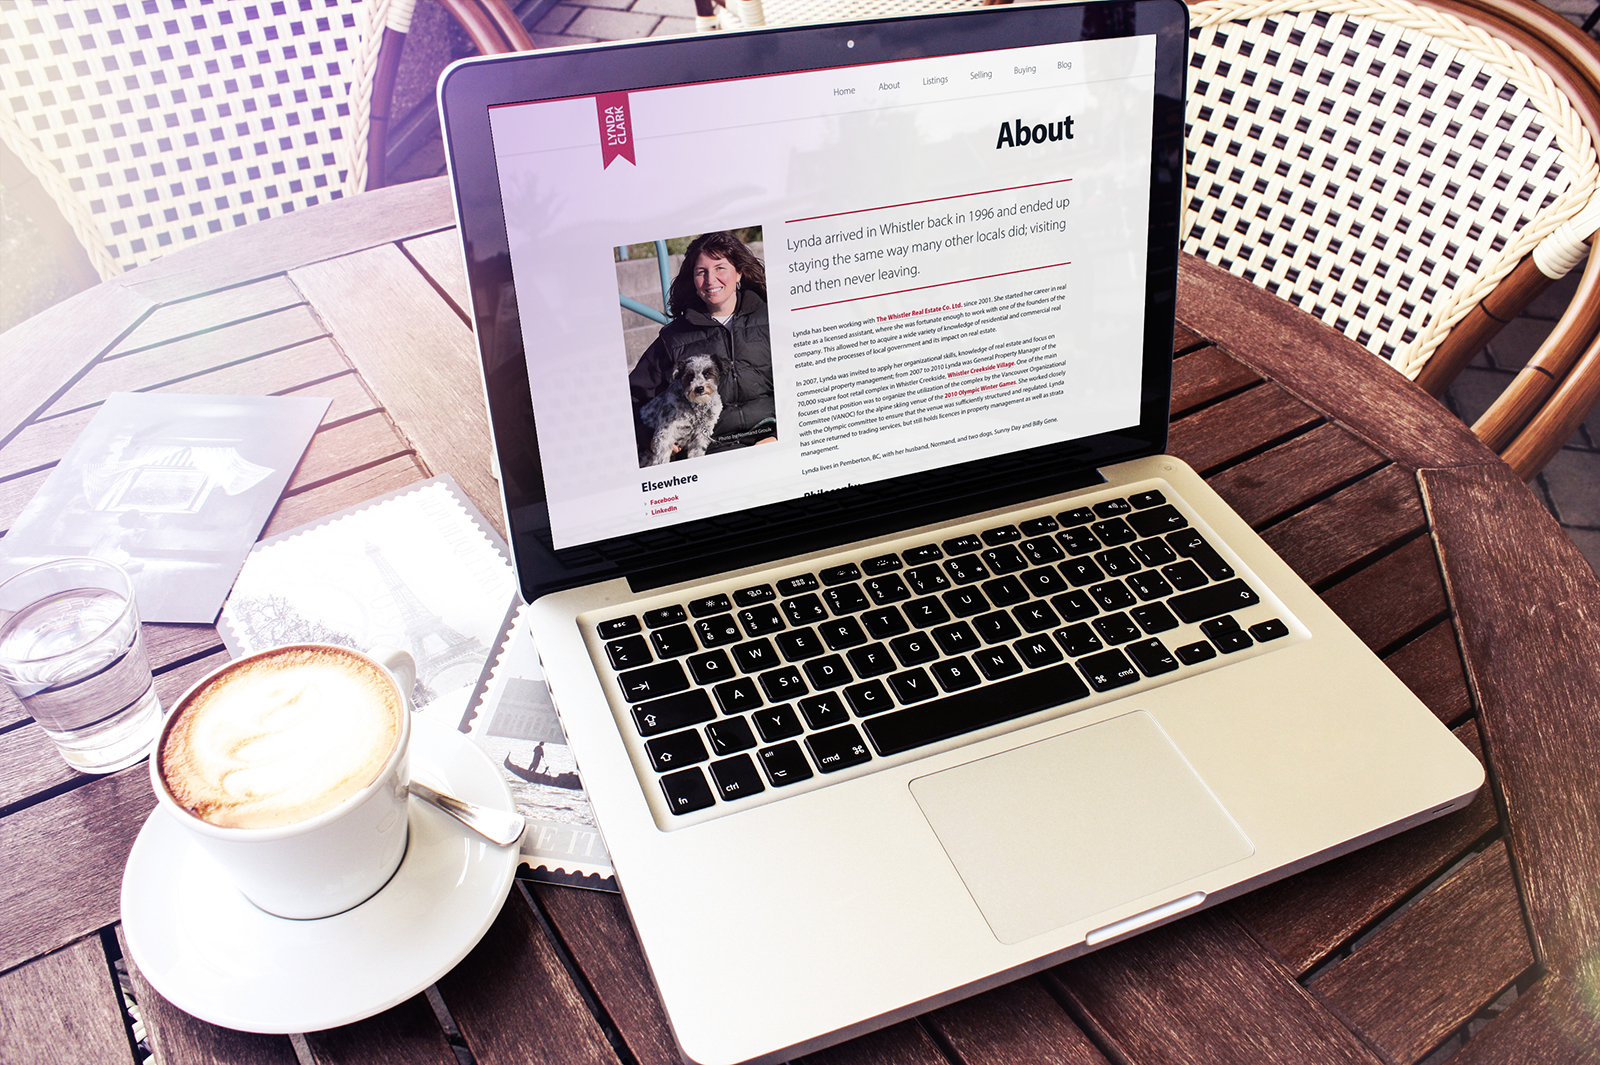 Home About Listings Selling Buying Blog
LYNDA
CLARK
About
Lynda arrived in Whistler back in 1996 and ended up
staying the same way many other locals did; visiting
and then never leaving.
Lynda has been working with The Whistler Real Estate Co. Ltd. since 2001. She started her career in real
estate as a licensed assistant, where she was fortunate enough to work with one of the founders of the
company. This allowed her to acquire a wide variety of knowledge of residential and commercial real
estate, and the processes of local government and its impact on real estate.
In 2007, Lynda was invited to apply her organizational skills, knowledge of real estate and focus on
commercial property management; from 2007 to 2010 Lynda was General Property Manager of the
70,000 square foot retail complex in Whistler Creekside, Whistler Creekside Village. One of the main
focuses of that position was to organize the utilization of the complex by the Vancouver Organizational
Committee (VANOC) for the alpine skiing venue of the 2010 Olympic Winter Games. She worked closely
with the Olympic committee to ensure that the venue was sufficiently structured and regulated. Lynda
has since returned to trading services, but still holds licences in property management as well as strata
management.
Lynda lives in Pemberton, BC, with her husband, Normand, and two dogs, Sunny Day and Billy Gene.
Philosophy
Photo by Normand Groulx
Elsewhere
Facebook
LinkedIn
esc
1 2 3 4 5 6 7 8 9 0
Q W E R T Z U I O P
A S D F G H J K L
Y X C V B N M
fn ctrl alt cmd cmd